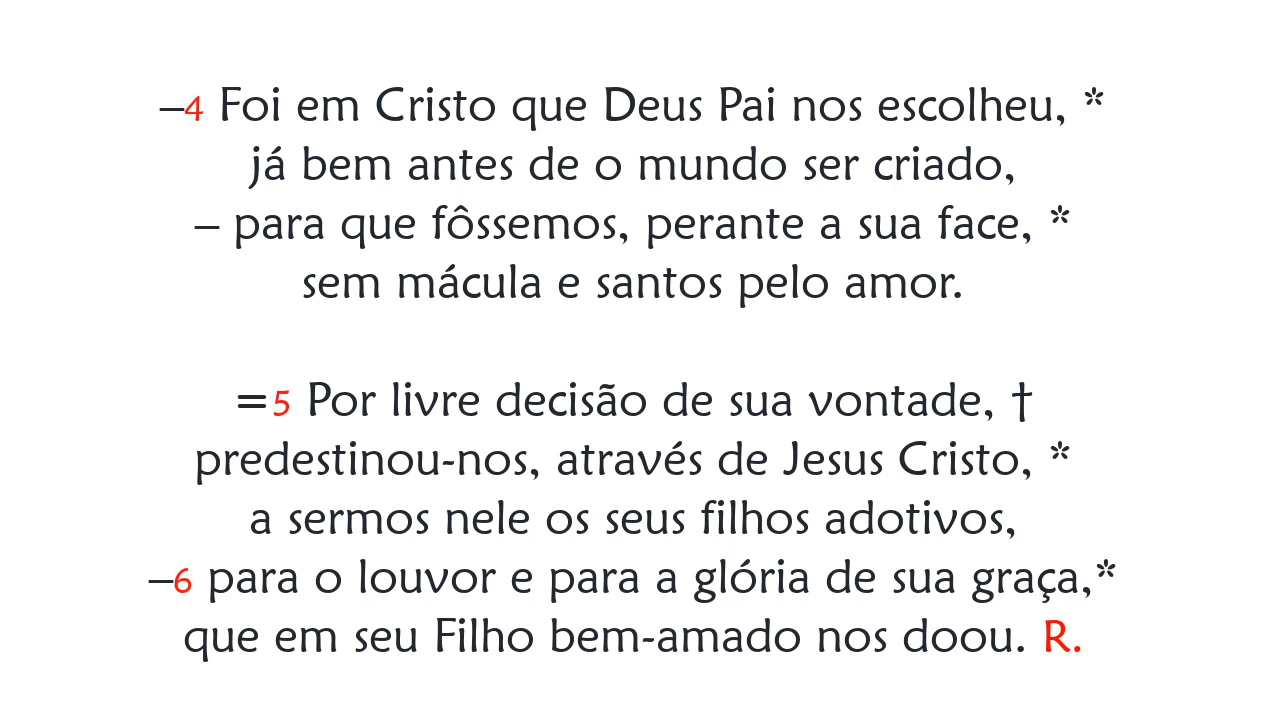 –4 Foi em Cristo que Deus Pai nos escolheu, *
já bem antes de o mundo ser criado,
– para que fôssemos, perante a sua face, *
sem mácula e santos pelo amor.
=5 Por livre decisão de sua vontade, †
predestinou-nos, através de Jesus Cristo, *
a sermos nele os seus filhos adotivos,
–6 para o louvor e para a glória de sua graça,*
que em seu Filho bem-amado nos doou. R.